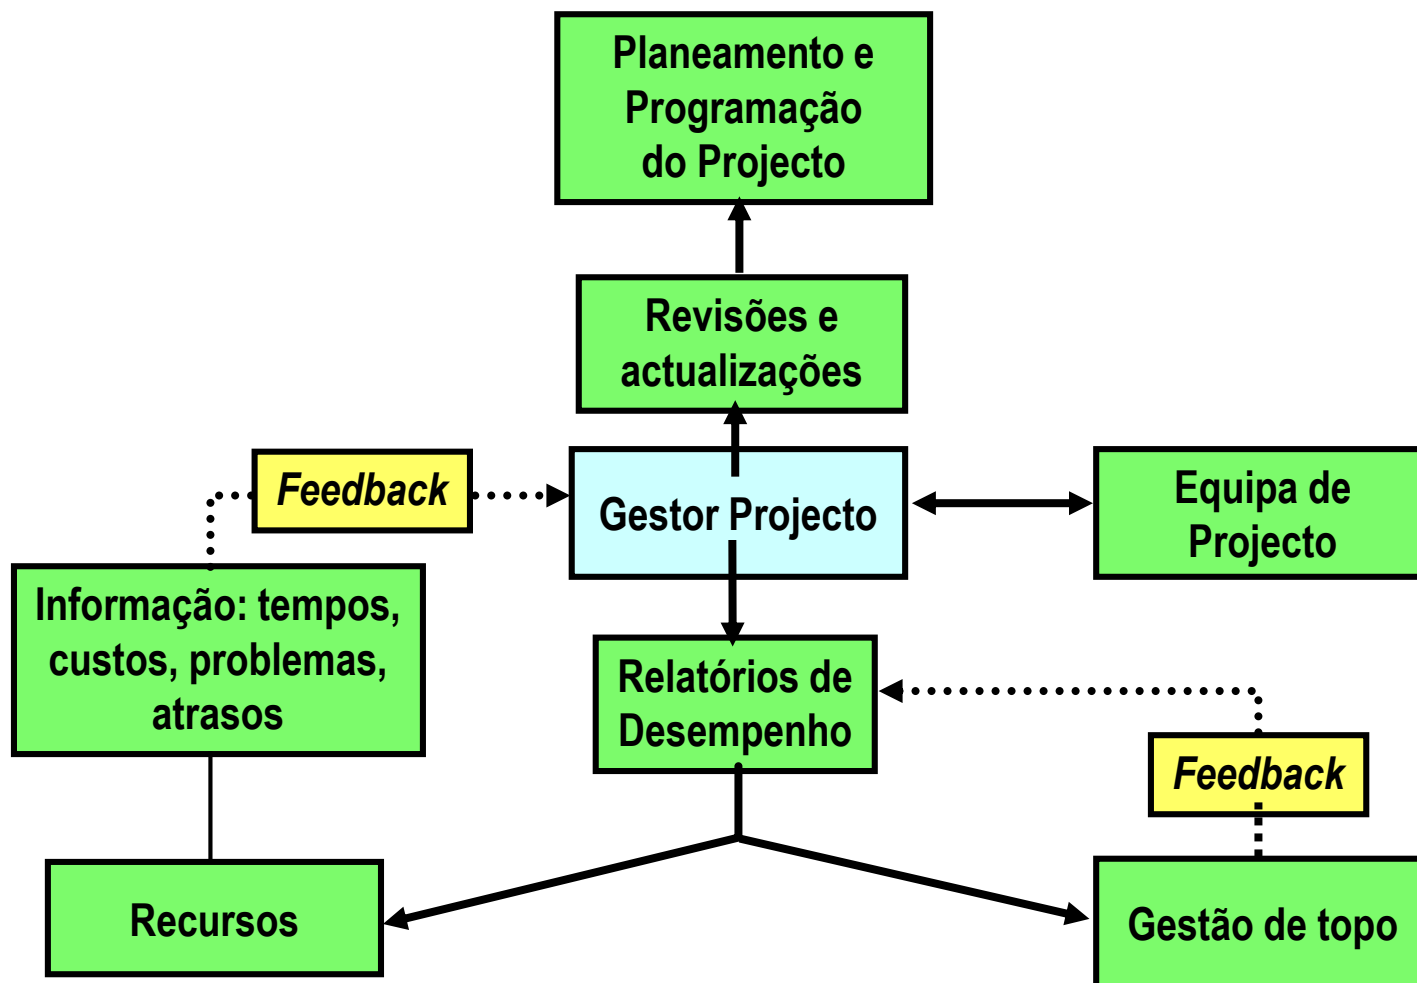 Planeamento e
Programação
do Projecto
Revisões e
actualizações
Feedback
Gestor Projecto
Equipa de
Projecto
Informação: tempos,
custos, problemas,
atrasos
Relatórios de
Desempenho
Feedback
Recursos
Gestão de topo